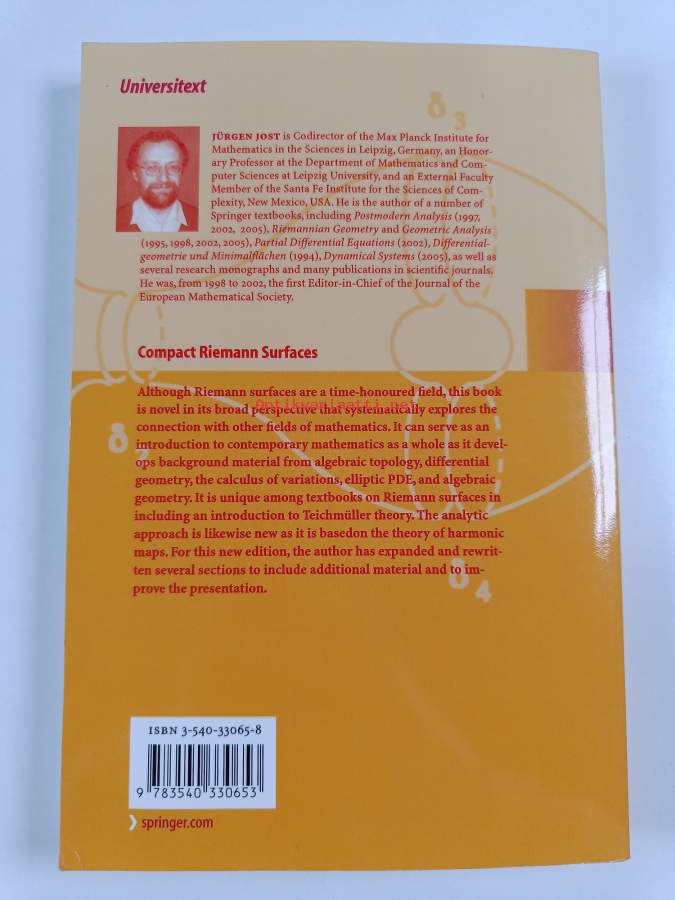 Universitext
δ 3
JÜRGEN JOST is Codirector of the Max Planck Institute for
Mathematics in the Sciences in Leipzig, Germany, an Honor-
ary Professor at the Department of Mathematics and Com-
puter Sciences at Leipzig University, and an External Faculty
Member of the Santa Fe Institute for the Sciences of Com-
plexity, New Mexico, USA. He is the author of a number of
Springer textbooks, including Postmodern Analysis (1997,
2002, 2005), Riemannian Geometry and Geometric Analysis
(1995, 1998, 2002, 2005), Partial Differential Equations (2002), Differential-
geometrie und Minimalflächen (1994), Dynamical Systems (2005), as well as
several research monographs and many publications in scientific journals.
He was, from 1998 to 2002, the first Editor-in-Chief of the Journal of the
European Mathematical Society.
Compact Riemann Surfaces
Although Riemann surfaces are a time-honoured field, this book
is novel in its broad perspective that systematically explores the
connection with other fields of mathematics. It can serve as an
introduction to contemporary mathematics as a whole as it devel-
ops background material from algebraic topology, differential
geometry, the calculus of variations, elliptic PDE, and algebraic
geometry. It is unique among textbooks on Riemann surfaces in
including an introduction to Teichmüller theory. The analytic
approach is likewise new as it is basedon the theory of harmonic
maps. For this new edition, the author has expanded and rewrit-
ten several sections to include additional material and to im-
prove the presentation.
δ
δ 4
ISBN 3-540-33065-8
9 783540 330653
springer.com